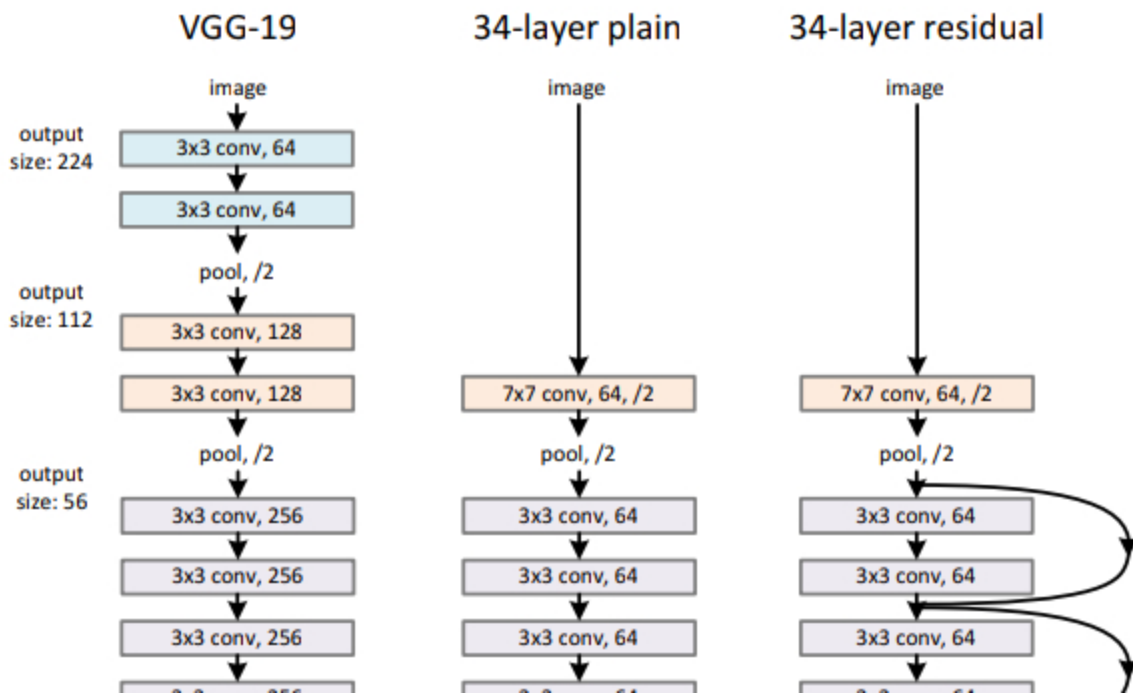 VGG-19
34-layer plain
34-layer residual
image
image
image
output
size: 224
3x3 conv, 64
3x3 conv, 64
pool, /2
output
size: 112
3x3 conv, 128
3x3 conv, 128
7x7 conv, 64, /2
7x7 conv, 64, /2
pool, /2
pool, /2
pool, /2
output
size: 56
3x3 conv, 256
3x3 conv, 64
3x3 conv, 64
3x3 conv, 256
3x3 conv, 64
3x3 conv, 64
3x3 conv, 256
3x3 conv, 64
3x3 conv, 64